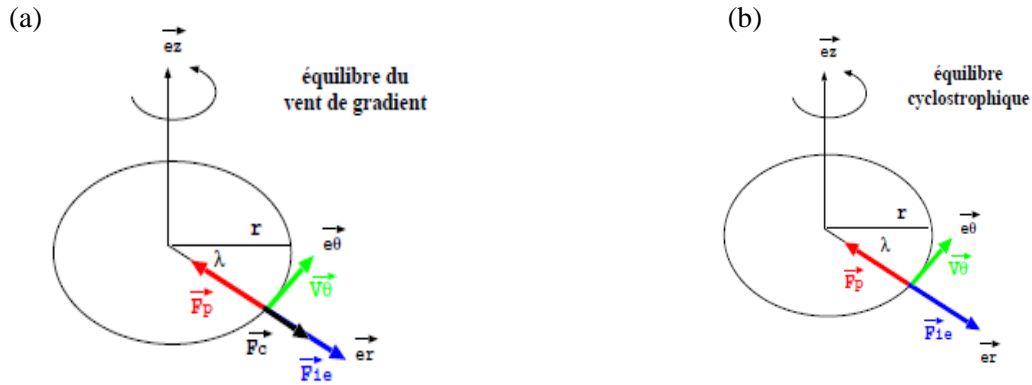 (a)
ez
équilibre du
vent de gradient
r
eθ
λ
Vθ
Fp
Fc
er
Fie
(b)
ez
équilibre
cyclostrophique
r
eθ
λ
Vθ
Fp
Fie
er